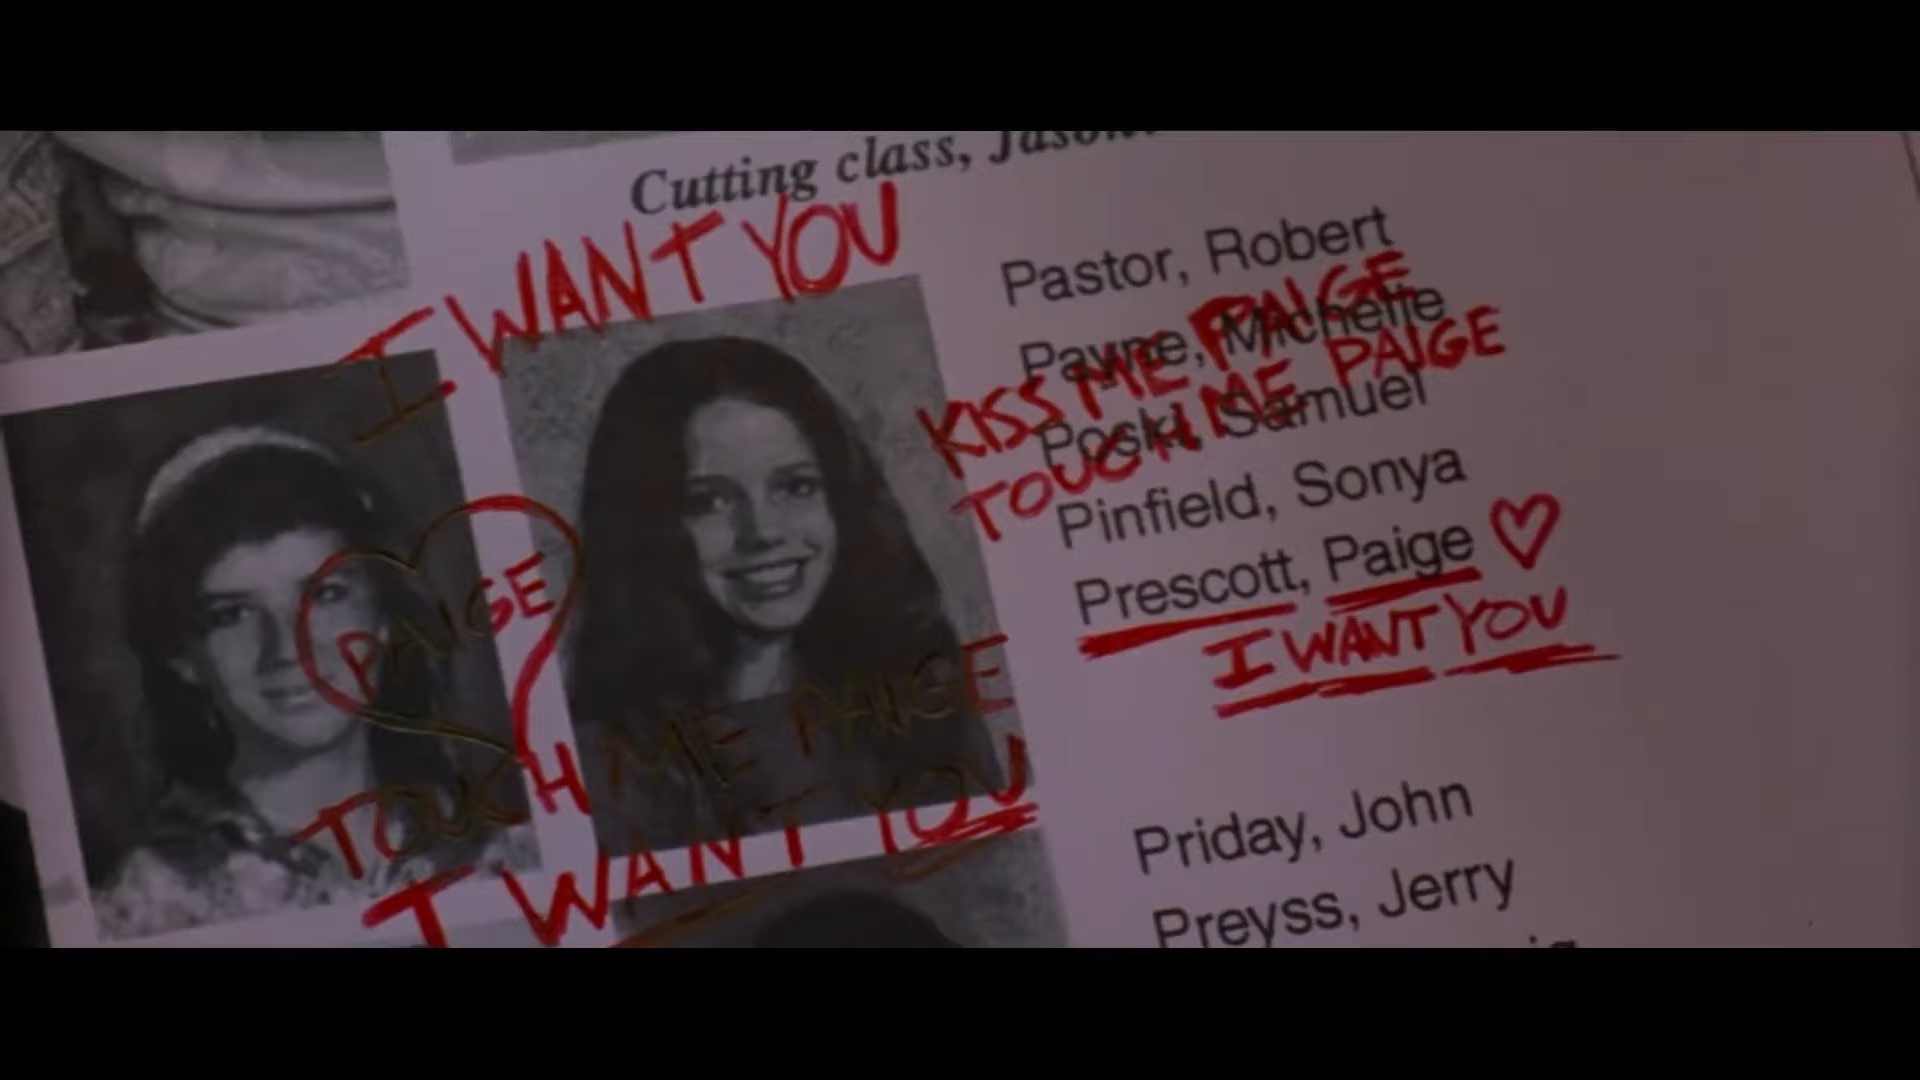 Cutting class, Jason.
I WANT YOU
Pastor, Robert
KISS ME PAIGE
Payne, Michelle
TOUCH ME PAIGE
Poski, Samuel
Pinfield, Sonya
Prescott, Paige
I WANT YOU
PAIGE
TOUCH ME PAIGE
I WANT YOU
Priday, John
Preyss, Jerry